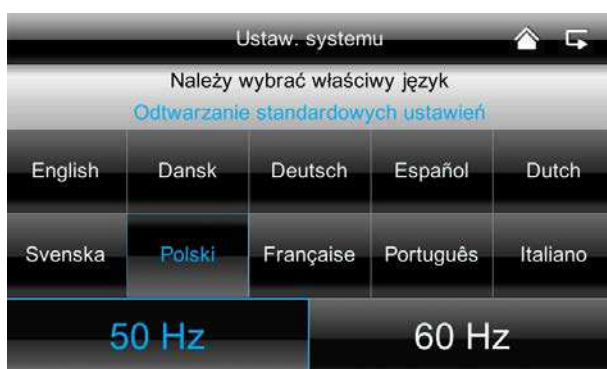 Ustaw. systemu
Należy wybrać właściwy język
Odtwarzanie standardowych ustawień
English Dansk Deutsch Español Dutch
Svenska Polski Française Português Italiano
50 Hz 60 Hz